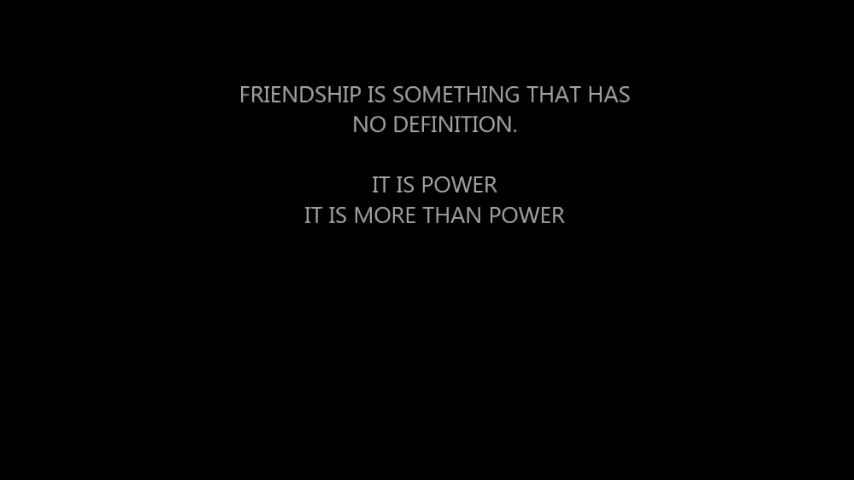 FRIENDSHIP IS SOMETHING THAT HAS
NO DEFINITION.
IT IS POWER
IT IS MORE THAN POWER